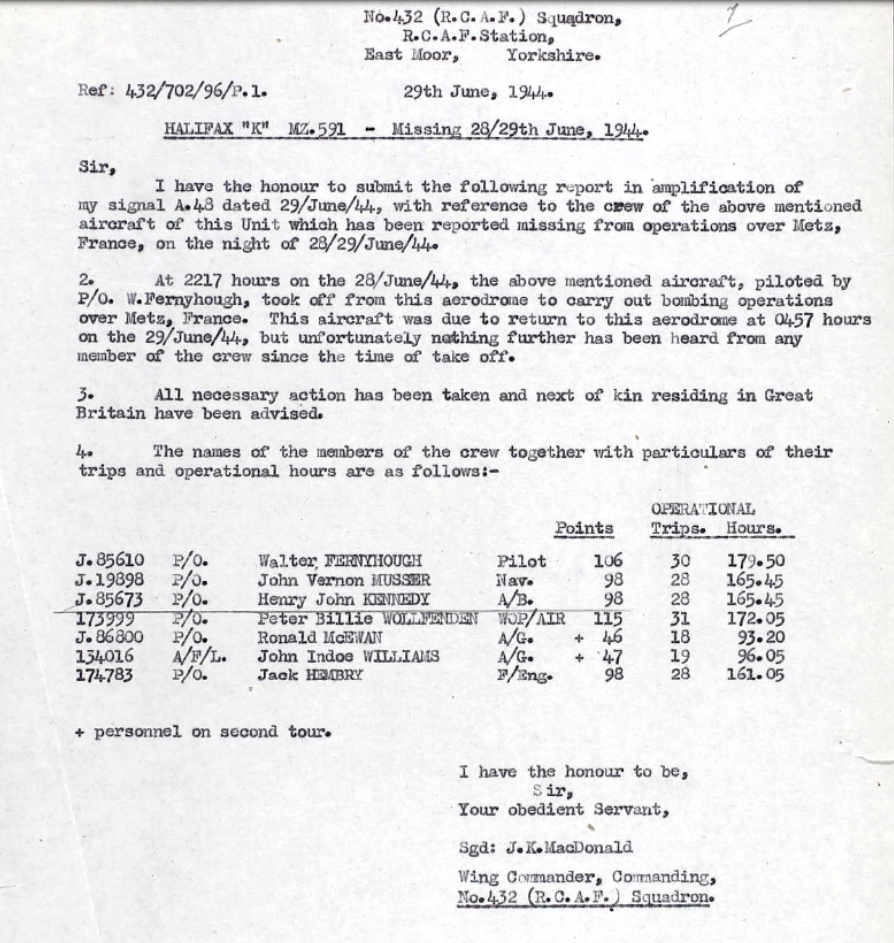 7
No.432 (R.C.A.F.) Squadron,
R.C.A.F.Station,
East Moor, Yorkshire.
Ref: 432/702/96/P.1. 29th June, 1944.
HALIFAX "K" MZ.591 - Missing 28/29th June, 1944.
Sir,
I have the honour to submit the following report in amplification of
my signal A.48 dated 29/June/44, with reference to the crew of the above mentioned
aircraft of this Unit which has been reported missing from operations over Metz,
France, on the night of 28/29/June/44.
2. At 2217 hours on the 28/June/44, the above mentioned aircraft, piloted by
P/O. W.Fernyhough, took off from this aerodrome to carry out bombing operations
over Metz, France. This aircraft was due to return to this aerodrome at 0457 hours
on the 29/June/44, but unfortunately nothing further has been heard from any
member of the crew since the time of take off.
3. All necessary action has been taken and next of kin residing in Great
Britain have been advised.
4. The names of the members of the crew together with particulars of their
trips and operational hours are as follows:-
OPERATIONAL
Points Trips. Hours.
J.85610 P/O. Walter FERNYHOUGH Pilot 106 30 179.50
J.19898 P/O. John Vernon MUSSER Nav. 98 28 165.45
J.85673 P/O. Henry John KENNEDY A/B. 98 28 165.45
173999 P/O. Peter Billie WOLLFENDEN WOP/AIR 115 31 172.05
J.86800 P/O. Ronald McEWAN A/G. + 46 18 93.20
134016 A/F/L. John Indoe WILLIAMS A/G. + 47 19 96.05
174783 P/O. Jack HEMBRY F/Eng. 98 28 161.05
+ personnel on second tour.
I have the honour to be,
Sir,
Your obedient Servant,
Sgd: J.K.MacDonald
Wing Commander, Commanding,
No.432 (R.C.A.F.) Squadron.